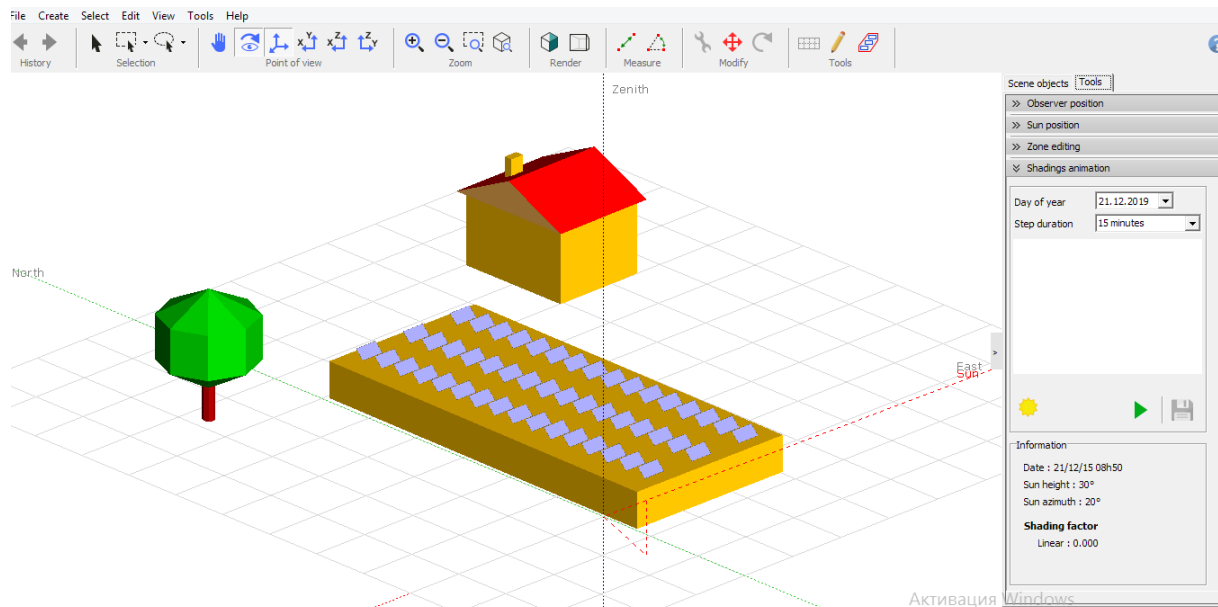 File Create Select Edit View Tools Help
History Selection Point of view Zoom Render Measure Modify Tools
Zenith
North
East
Sun
Scene objects Tools
Observer position
Sun position
Zone editing
Shadings animation
Day of year 21.12.2019
Step duration 15 minutes
Information
Date : 21/12/15 08h50
Sun height : 30°
Sun azimuth : 20°
Shading factor
Linear : 0.000
Активация Windows